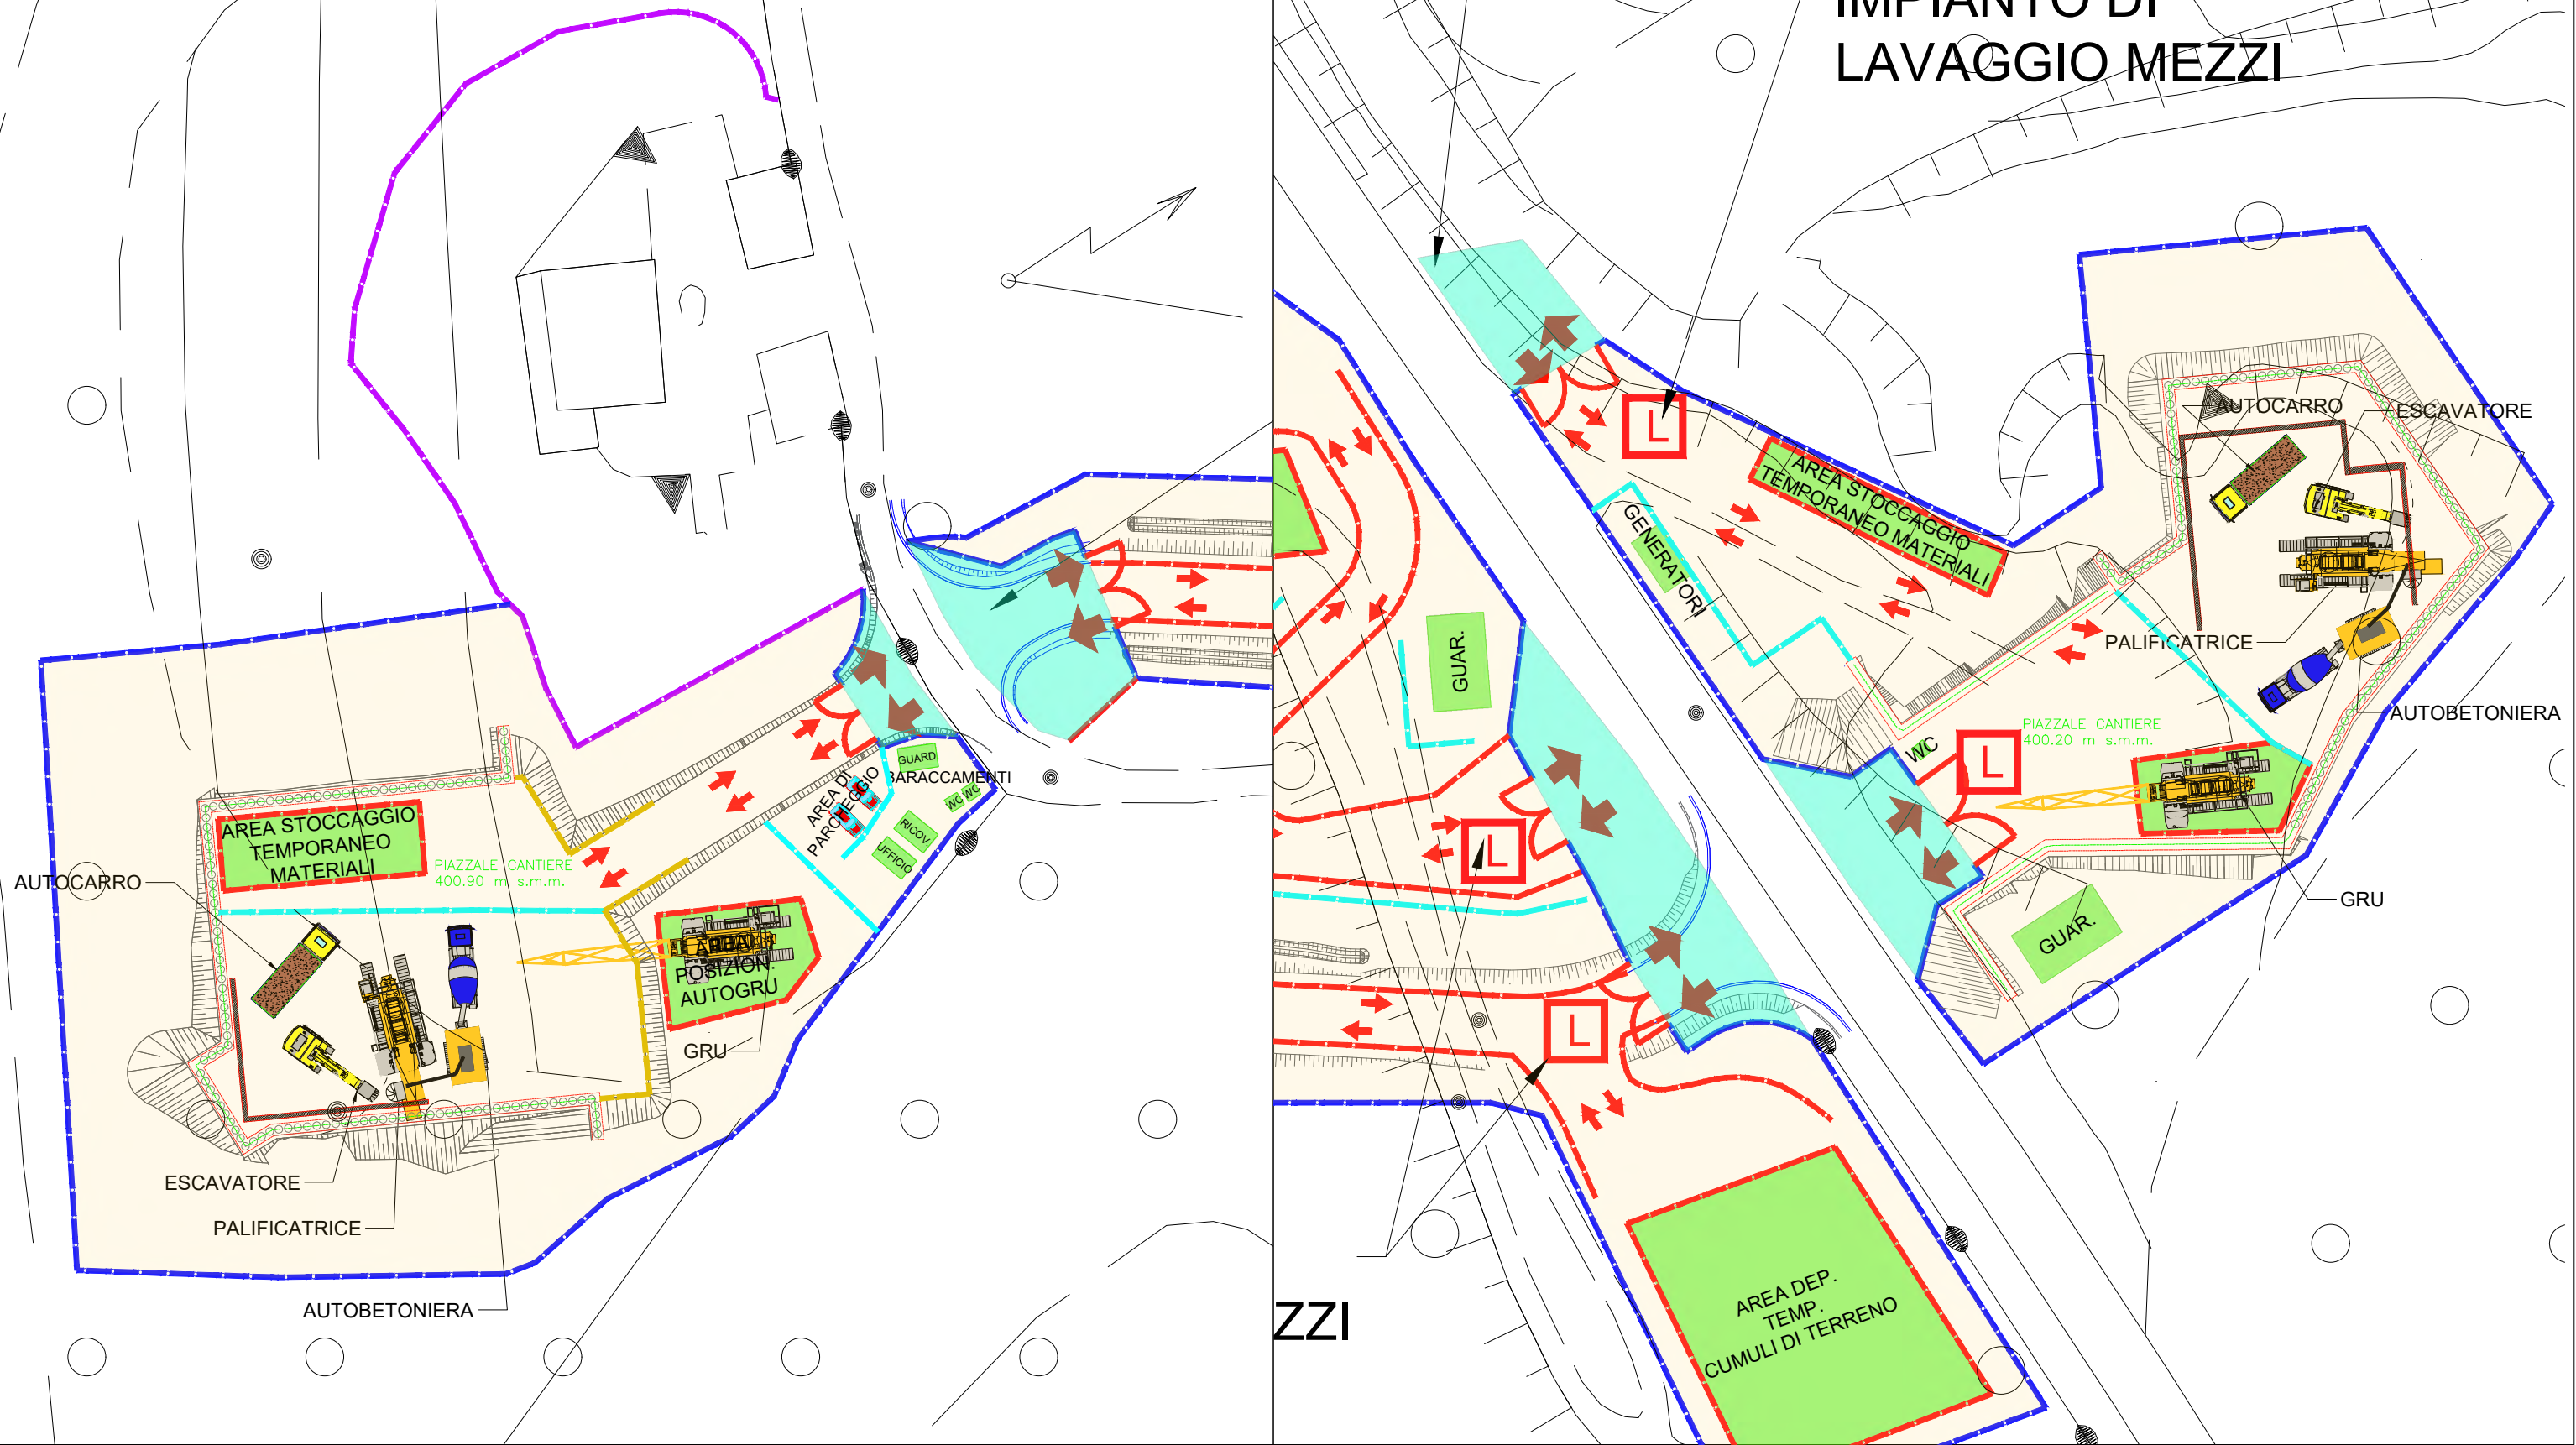 GUARD
BARACCAMENTI
AREA DI
PARCHEGGIO
WC
WC
RICOV.
UFFICIO
AREA STOCCAGGIO
TEMPORANEO
MATERIALI
PIAZZALE CANTIERE
400.90 m s.m.m.
AUTOCARRO
AREA
POSIZION.
AUTOGRU
GRU
ESCAVATORE
PALIFICATRICE
AUTOBETONIERA
IMPIANTO DI
LAVAGGIO MEZZI
L
AREA STOCCAGGIO
TEMPORANEO MATERIALI
GENERATORI
AUTOCARRO
ESCAVATORE
GUAR.
PALIFICATRICE
AUTOBETONIERA
PIAZZALE CANTIERE
400.20 m s.m.m.
WC
L
L
GRU
GUAR.
L
AREA DEP.
TEMP.
CUMULI DI TERRENO
ZZI